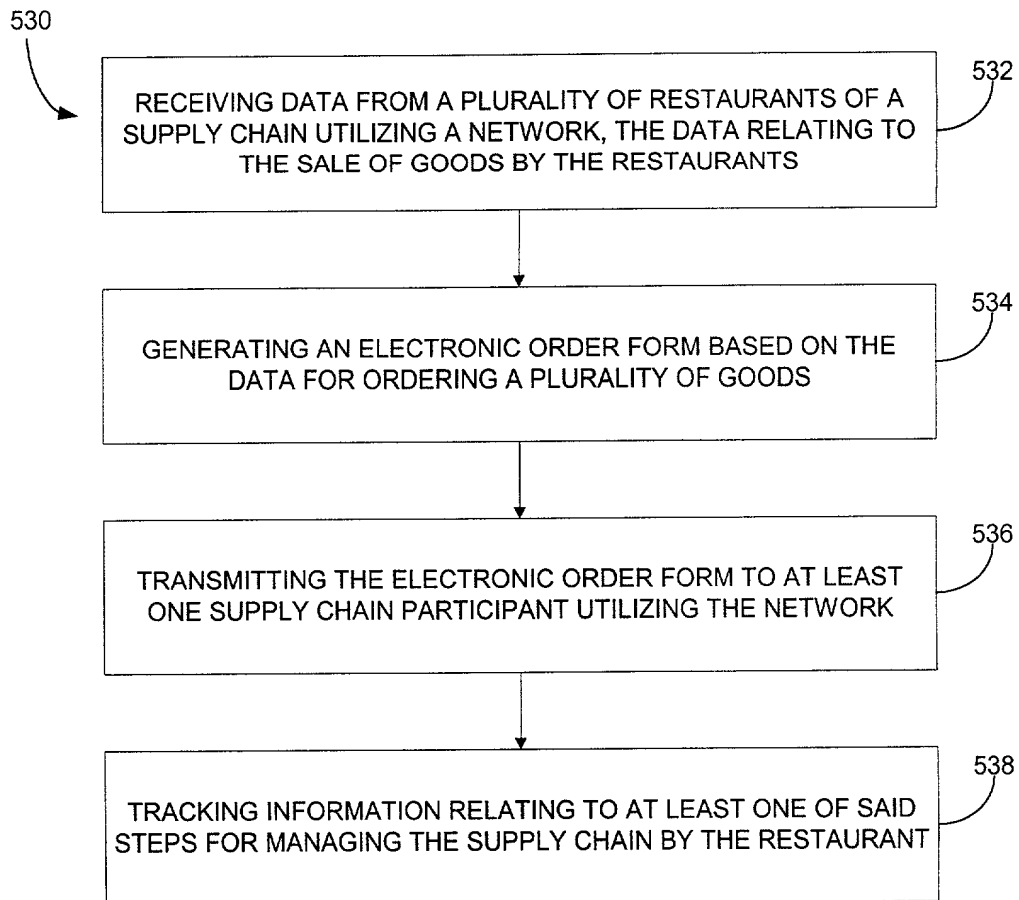 530
532
RECEIVING DATA FROM A PLURALITY OF RESTAURANTS OF A
SUPPLY CHAIN UTILIZING A NETWORK, THE DATA RELATING TO
THE SALE OF GOODS BY THE RESTAURANTS
534
GENERATING AN ELECTRONIC ORDER FORM BASED ON THE
DATA FOR ORDERING A PLURALITY OF GOODS
536
TRANSMITTING THE ELECTRONIC ORDER FORM TO AT LEAST
ONE SUPPLY CHAIN PARTICIPANT UTILIZING THE NETWORK
538
TRACKING INFORMATION RELATING TO AT LEAST ONE OF SAID
STEPS FOR MANAGING THE SUPPLY CHAIN BY THE RESTAURANT